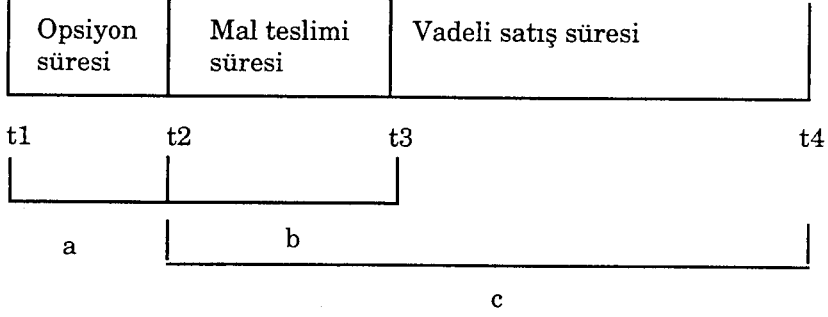 Opsiyon süresi
Mal teslimi süresi
Vadeli satış süresi
t1 t2 t3 t4
a b
c